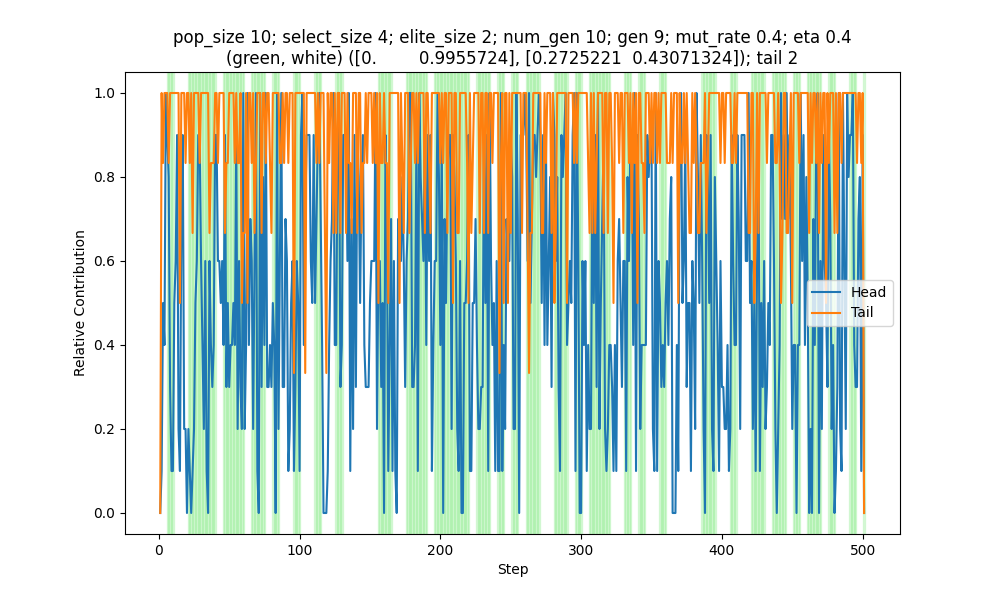 pop_size 10; select_size 4; elite_size 2; num_gen 10; gen 9; mut_rate 0.4; eta 0.4
(green, white) ([0.        0.9955724], [0.2725221  0.43071324]); tail 2
1.0
0.8
0.6
0.4
0.2
0.0
Relative Contribution
Head
Tail
0
100
200
300
400
500
Step